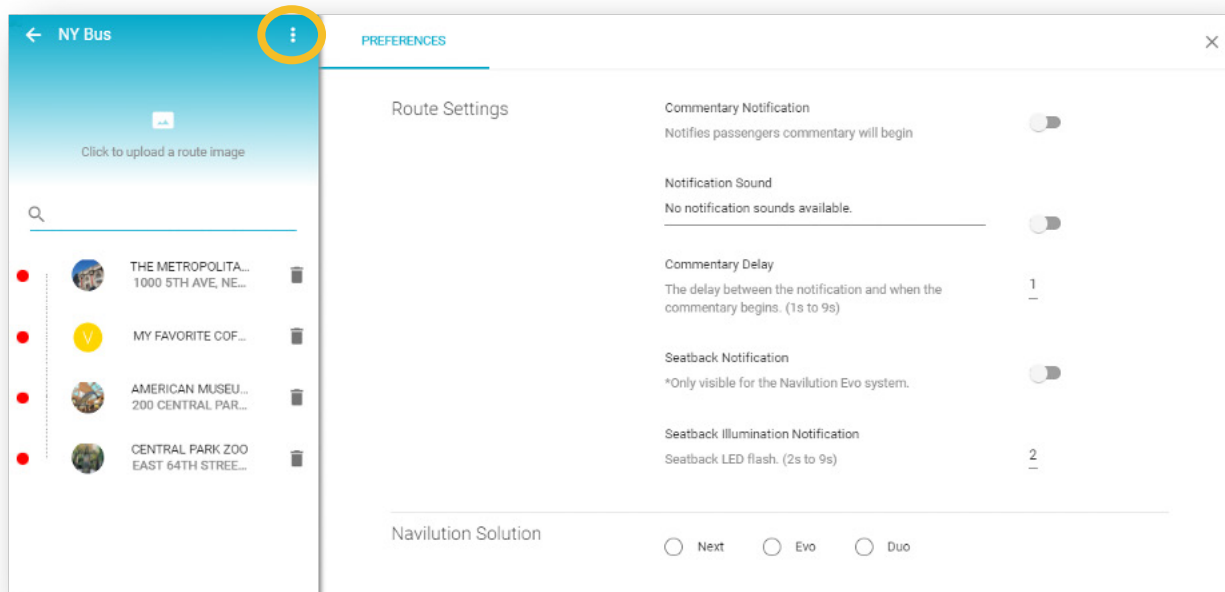 NY Bus
Click to upload a route image
THE METROPOLITA...
1000 5TH AVE, NE...
V
MY FAVORITE COF...
AMERICAN MUSEU...
200 CENTRAL PAR...
CENTRAL PARK ZOO
EAST 64TH STREE...
PREFERENCES
Route Settings
Commentary Notification
Notifies passengers commentary will begin
Notification Sound
No notification sounds available.
Commentary Delay
The delay between the notification and when the
commentary begins. (1s to 9s)
1
Seatback Notification
*Only visible for the Navilution Evo system.
Seatback Illumination Notification
Seatback LED flash. (2s to 9s)
2
Navilution Solution
Next Evo Duo